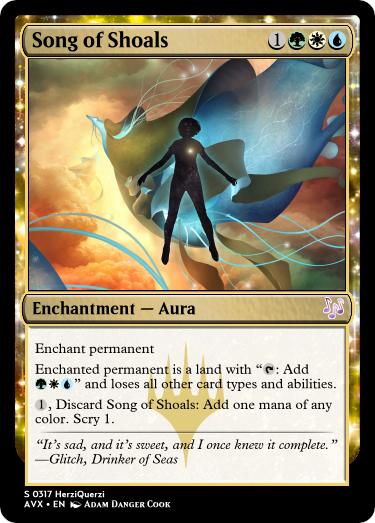 Song of Shoals 1
Enchantment — Aura
Enchant permanent
Enchanted permanent is a land with “: Add
” and loses all other card types and abilities.
1, Discard Song of Shoals: Add one mana of any
color. Scry 1.
“It’s sad, and it’s sweet, and I once knew it complete.”
—Glitch, Drinker of Seas
S 0317 HerziQuerzi
AVX • EN Adam Danger Cook